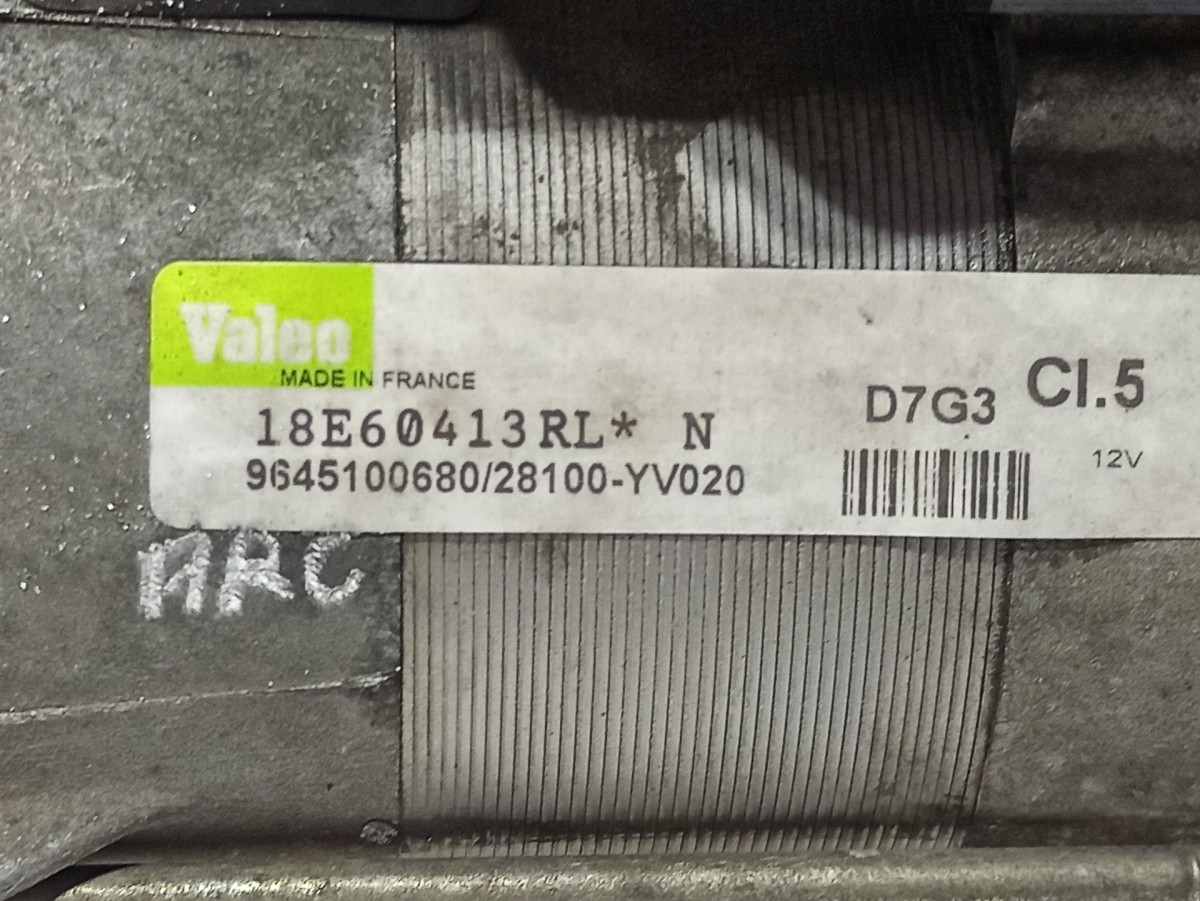 Valeo
MADE IN FRANCE
18E60413RL* N
9645100680/28100-YV020
D7G3 Cl.5
12V
ARC